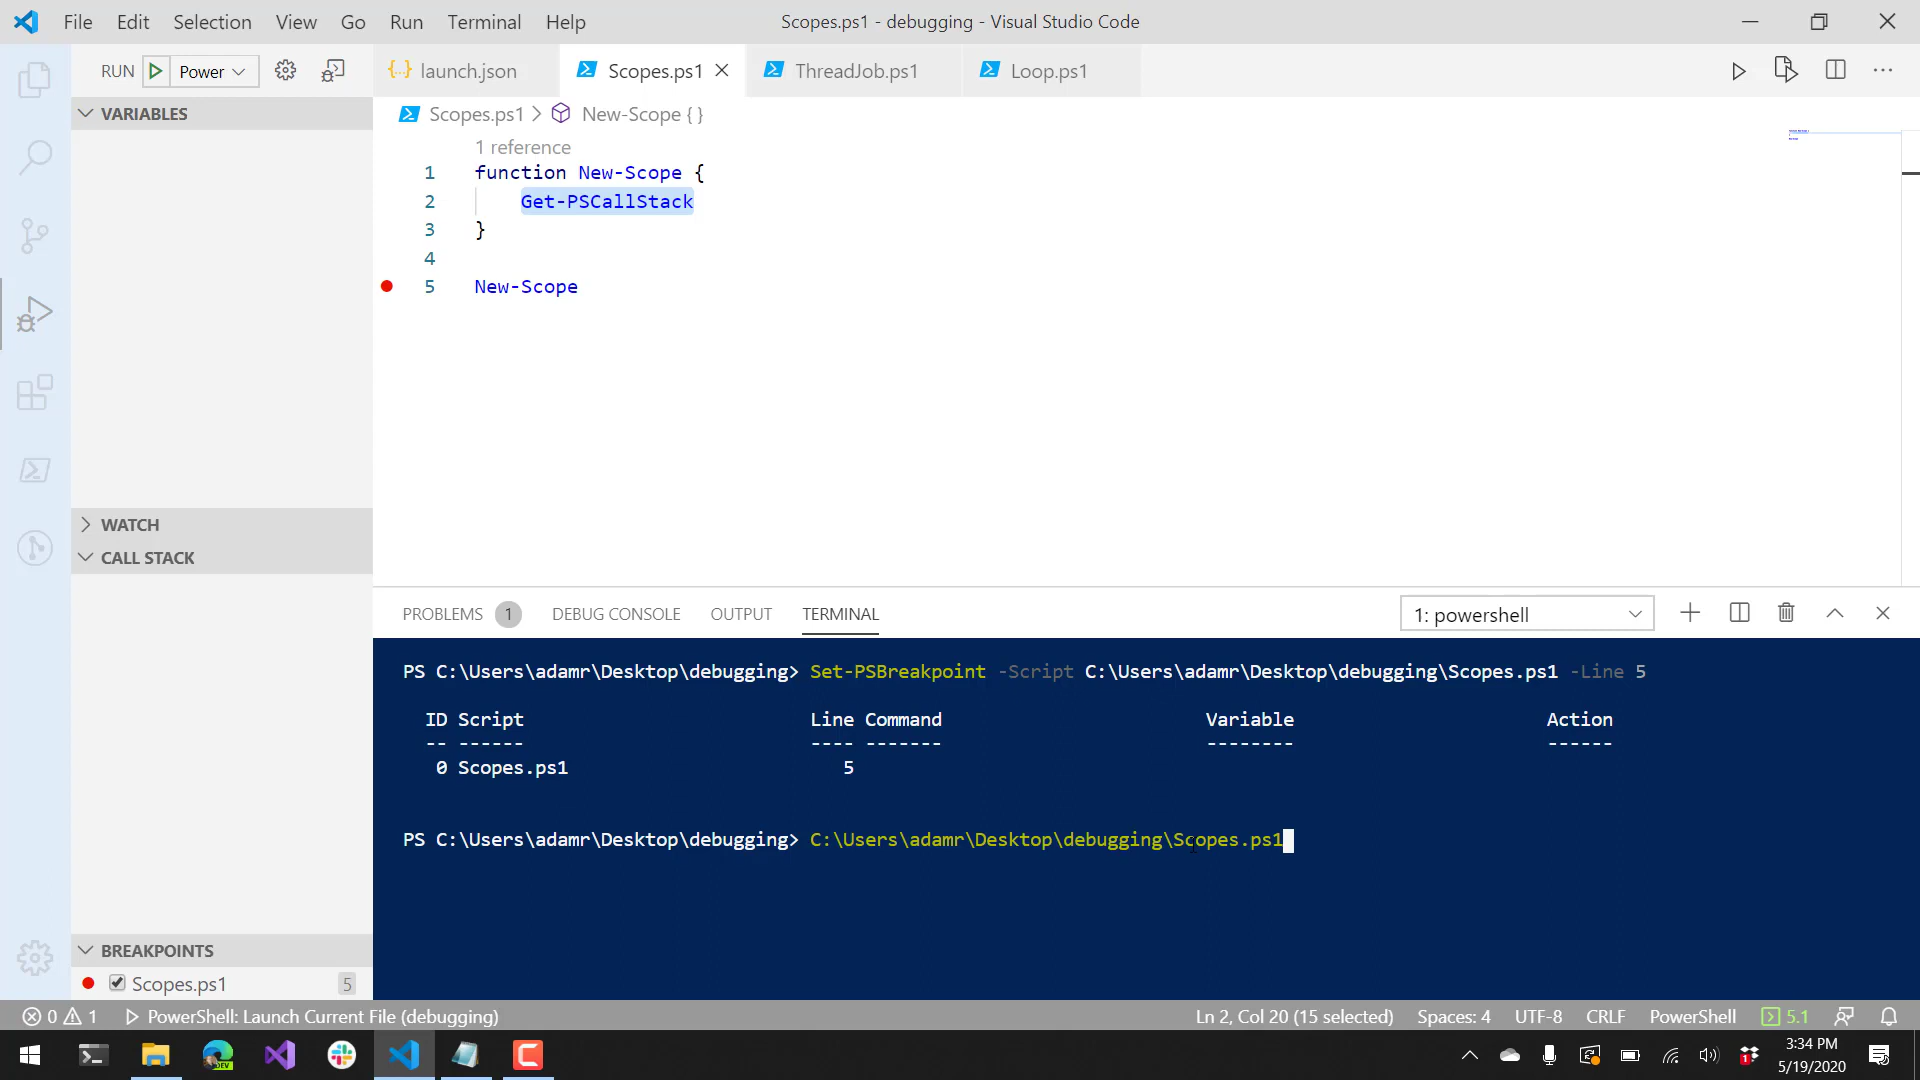 File Edit Selection View Go Run Terminal Help
Scopes.ps1 - debugging - Visual Studio Code
RUN Power
launch.json Scopes.ps1 ThreadJob.ps1 Loop.ps1
VARIABLES
Scopes.ps1 > New-Scope { }
1 reference
1 function New-Scope {
2 Get-PSCallStack
3 }
4
5 New-Scope
WATCH
CALL STACK
BREAKPOINTS
Scopes.ps1 5
PROBLEMS 1 DEBUG CONSOLE OUTPUT TERMINAL
1: powershell
PS C:\Users\adamr\Desktop\debugging> Set-PSBreakpoint -Script C:\Users\adamr\Desktop\debugging\Scopes.ps1 -Line 5
ID Script Line Command Variable Action
-- ------ ---- ------- -------- ------
0 Scopes.ps1 5
PS C:\Users\adamr\Desktop\debugging> C:\Users\adamr\Desktop\debugging\Scopes.ps1
0 1 PowerShell: Launch Current File (debugging)
Ln 2, Col 20 (15 selected) Spaces: 4 UTF-8 CRLF PowerShell 5.1
DEV
1
3:34 PM
5/19/2020